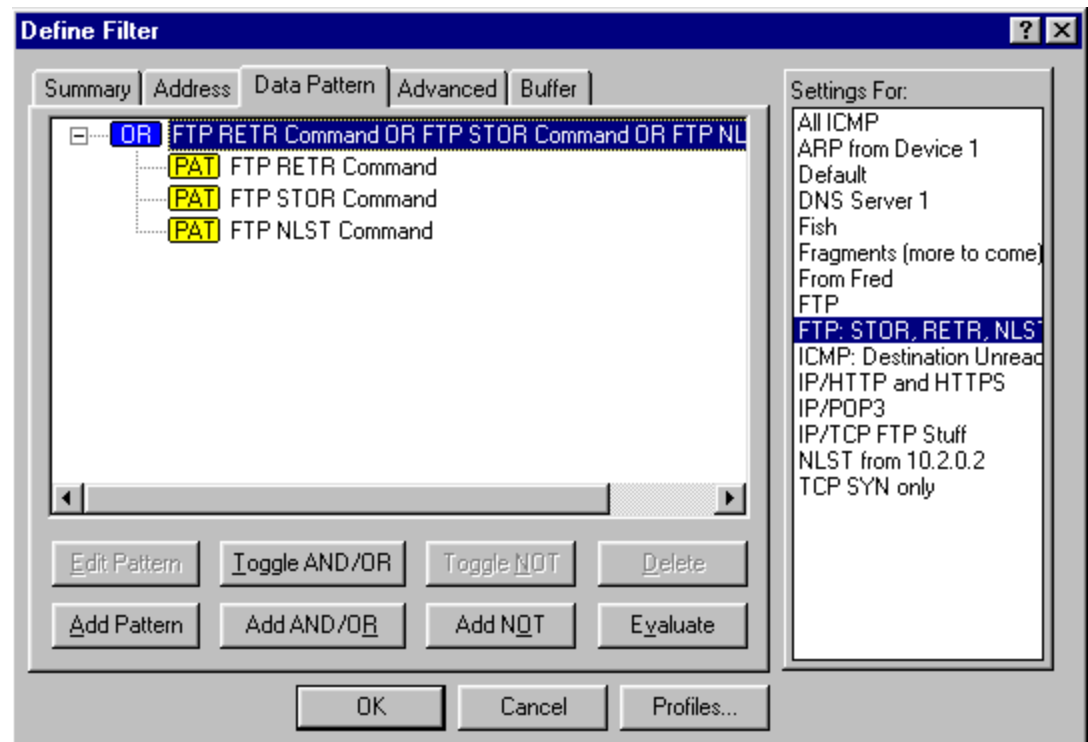 Define Filter
Summary Address Data Pattern Advanced Buffer
OR FTP RETR Command OR FTP STOR Command OR FTP NL
PAT FTP RETR Command
PAT FTP STOR Command
PAT FTP NLST Command
Edit Pattern Toggle AND/OR Toggle NOT Delete
Add Pattern Add AND/OR Add NOT Evaluate
Settings For:
All ICMP
ARP from Device 1
Default
DNS Server 1
Fish
Fragments (more to come)
From Fred
FTP
FTP: STOR, RETR, NLST
ICMP: Destination Unreac
IP/HTTP and HTTPS
IP/POP3
IP/TCP FTP Stuff
NLST from 10.2.0.2
TCP SYN only
OK Cancel Profiles...